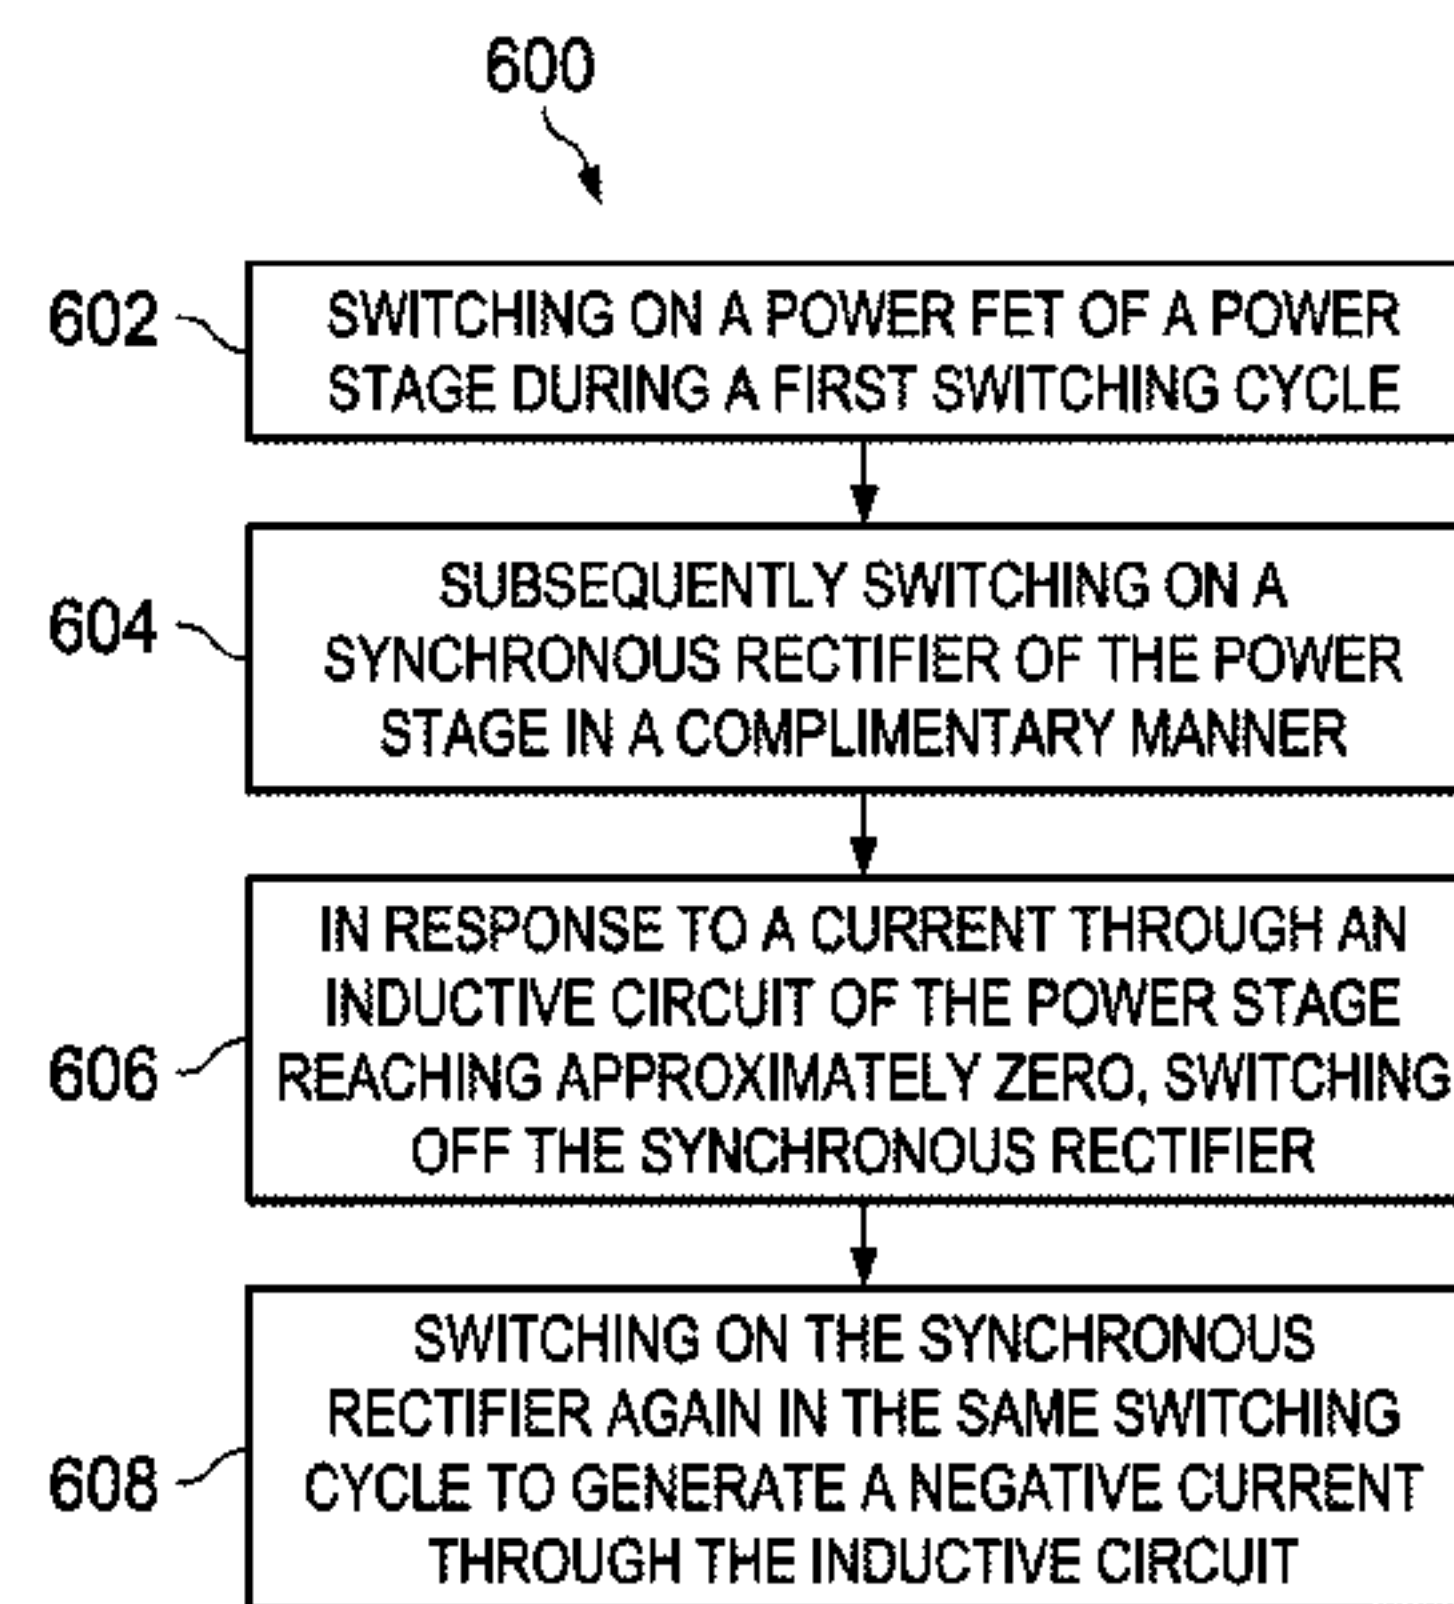 600
602
SWITCHING ON A POWER FET OF A POWER
STAGE DURING A FIRST SWITCHING CYCLE
604
SUBSEQUENTLY SWITCHING ON A
SYNCHRONOUS RECTIFIER OF THE POWER
STAGE IN A COMPLIMENTARY MANNER
606
IN RESPONSE TO A CURRENT THROUGH AN
INDUCTIVE CIRCUIT OF THE POWER STAGE
REACHING APPROXIMATELY ZERO, SWITCHING
OFF THE SYNCHRONOUS RECTIFIER
608
SWITCHING ON THE SYNCHRONOUS
RECTIFIER AGAIN IN THE SAME SWITCHING
CYCLE TO GENERATE A NEGATIVE CURRENT
THROUGH THE INDUCTIVE CIRCUIT